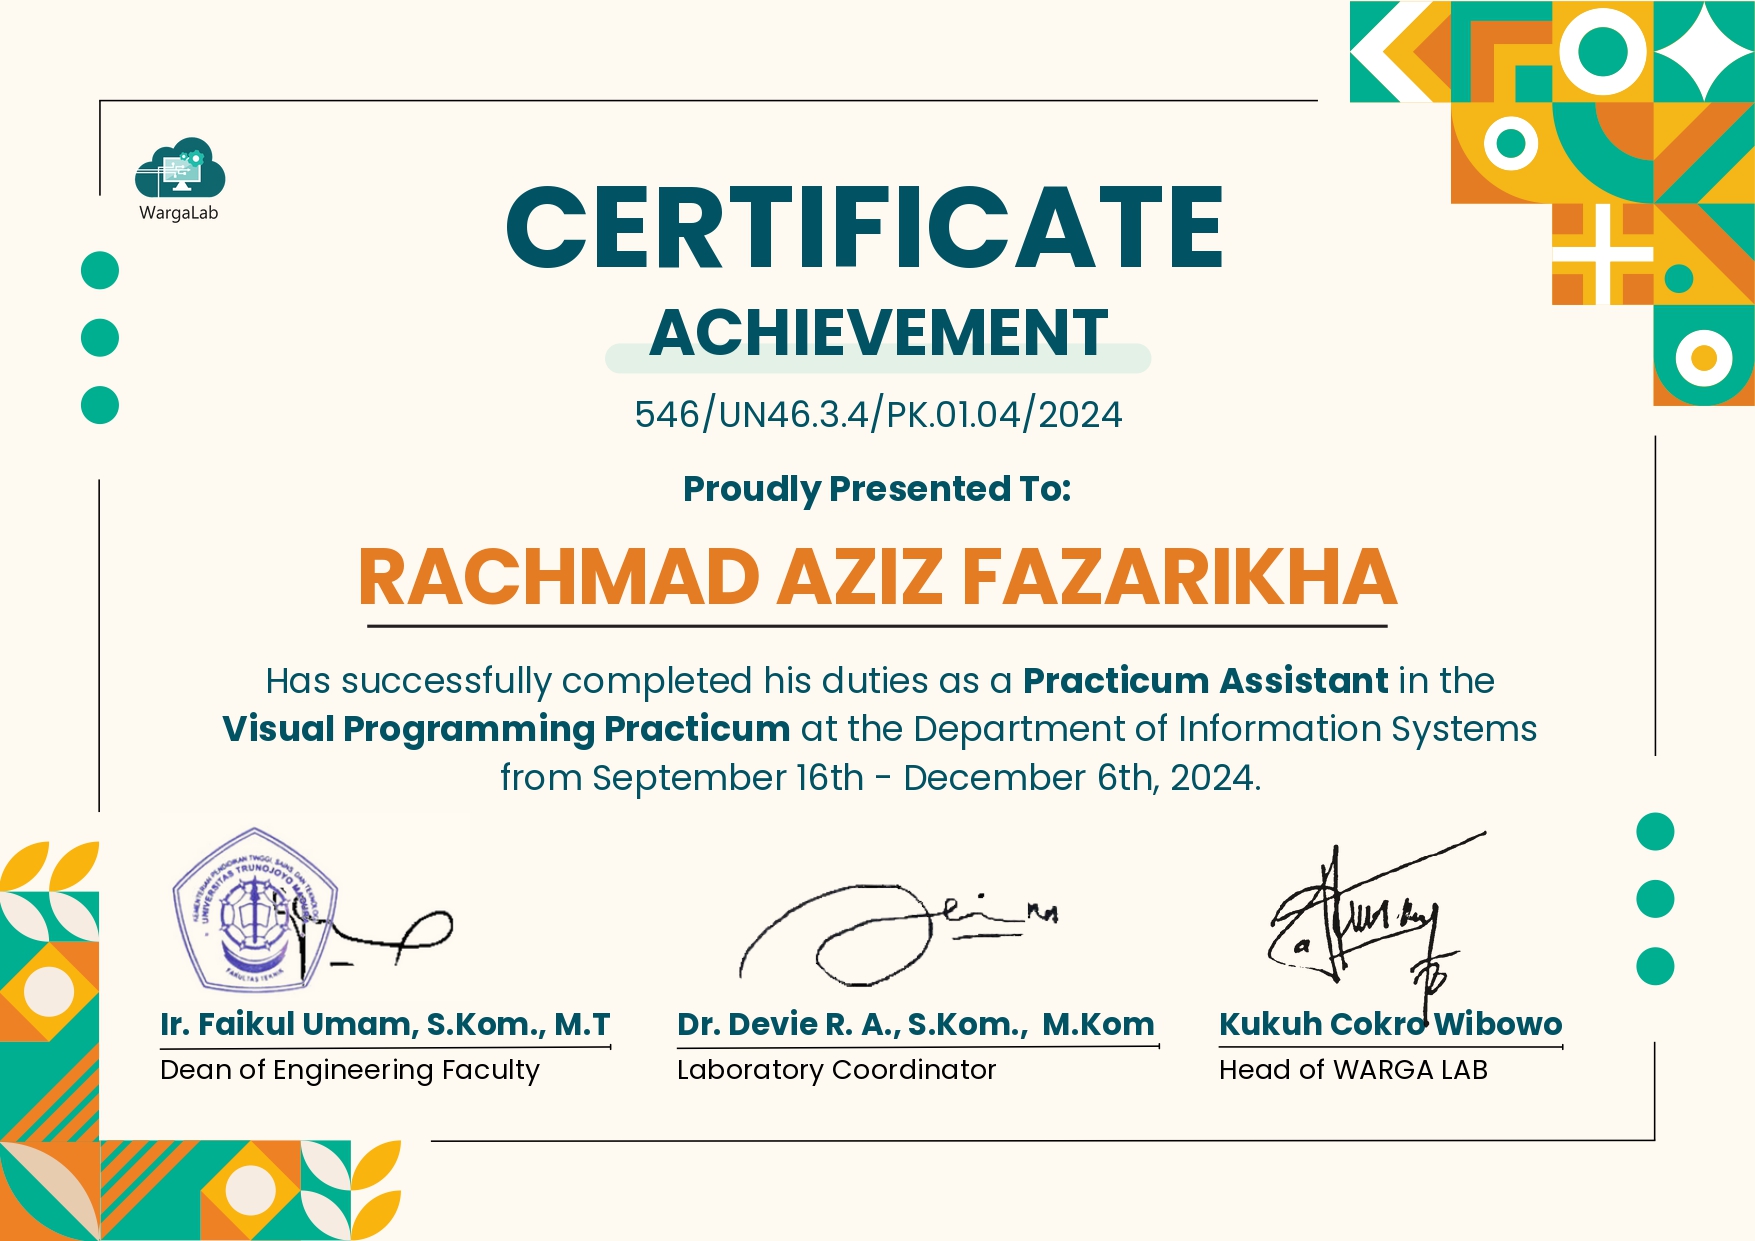 WargaLab
CERTIFICATE
ACHIEVEMENT
546/UN46.3.4/PK.01.04/2024
Proudly Presented To:
RACHMAD AZIZ FAZARIKHA
Has successfully completed his duties as a Practicum Assistant in the
Visual Programming Practicum at the Department of Information Systems
from September 16th - December 6th, 2024.
KEMENTERIAN PENDIDIKAN TINGGI, SAINS, DAN TEKNOLOGI
UNIVERSITAS TRUNOJOYO
FAKULTAS TEKNIK
Ir. Faikul Umam, S.Kom., M.T
Dean of Engineering Faculty
Dr. Devie R. A., S.Kom.,  M.Kom
Laboratory Coordinator
Kukuh Cokro Wibowo
Head of WARGA LAB